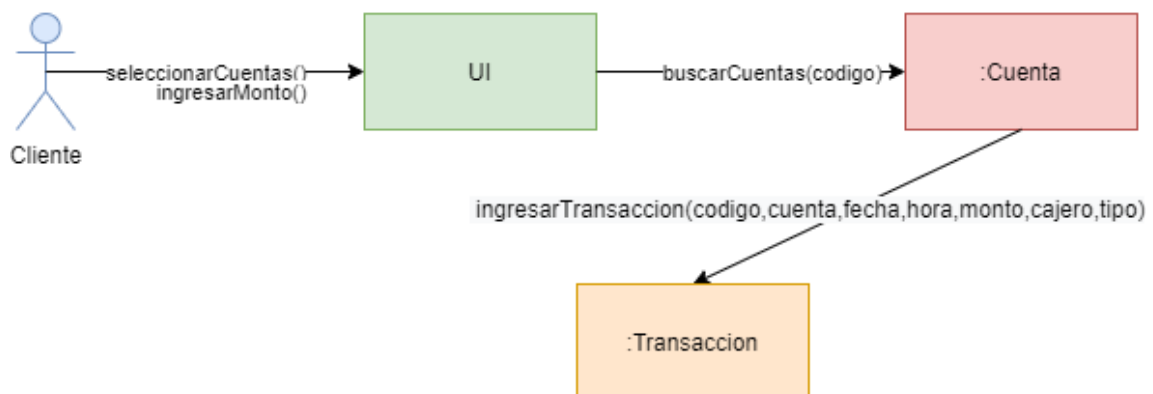 seleccionarCuentas()
ingresarMonto()
UI
buscarCuentas(codigo)
:Cuenta
Cliente
ingresarTransaccion(codigo,cuenta,fecha,hora,monto,cajero,tipo)
:Transaccion